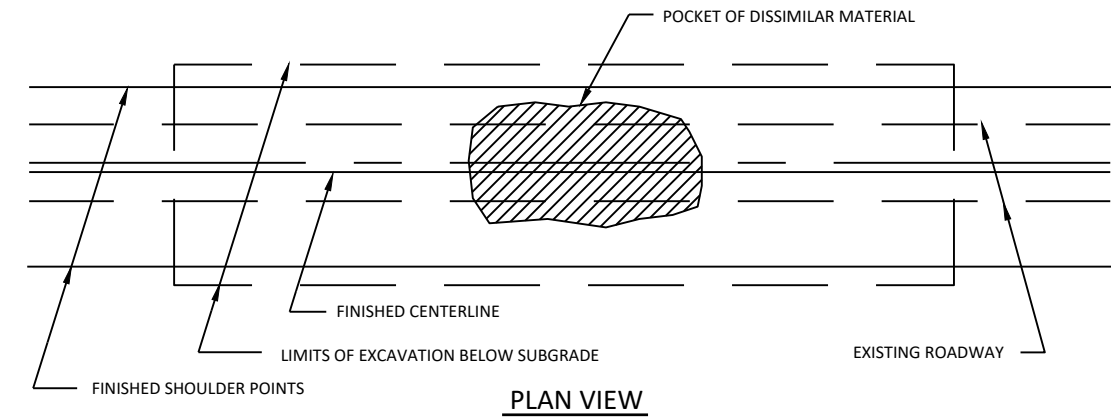 POCKET OF DISSIMILAR MATERIAL
FINISHED CENTERLINE
LIMITS OF EXCAVATION BELOW SUBGRADE
EXISTING ROADWAY
FINISHED SHOULDER POINTS
PLAN VIEW